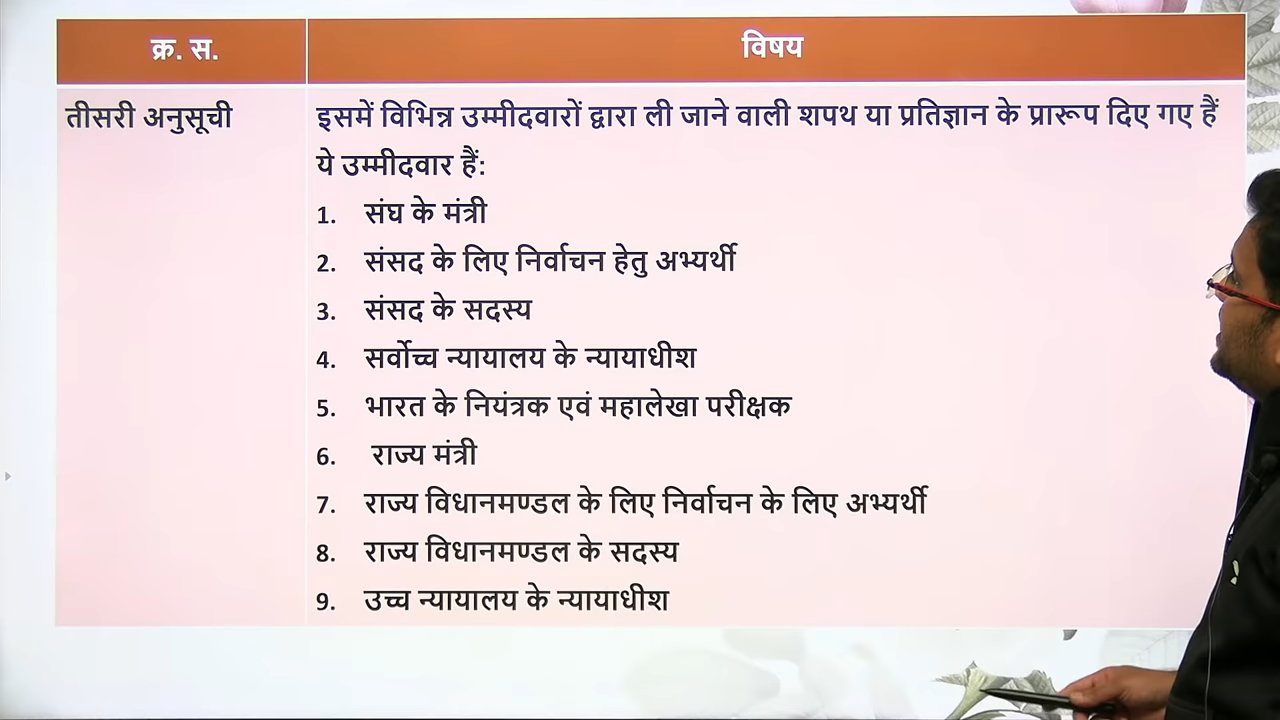 क्र. स.
विषय
तीसरी अनुसूची
इसमें विभिन्न उम्मीदवारों द्वारा ली जाने वाली शपथ या प्रतिज्ञान के प्रारूप दिए गए हैं
ये उम्मीदवार हैं:
1. संघ के मंत्री
2. संसद के लिए निर्वाचन हेतु अभ्यर्थी
3. संसद के सदस्य
4. सर्वोच्च न्यायालय के न्यायाधीश
5. भारत के नियंत्रक एवं महालेखा परीक्षक
6. राज्य मंत्री
7. राज्य विधानमण्डल के लिए निर्वाचन के लिए अभ्यर्थी
8. राज्य विधानमण्डल के सदस्य
9. उच्च न्यायालय के न्यायाधीश